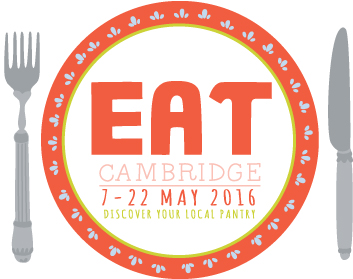 EAT
CAMBRIDGE
7-22 MAY 2016
DISCOVER YOUR LOCAL PANTRY